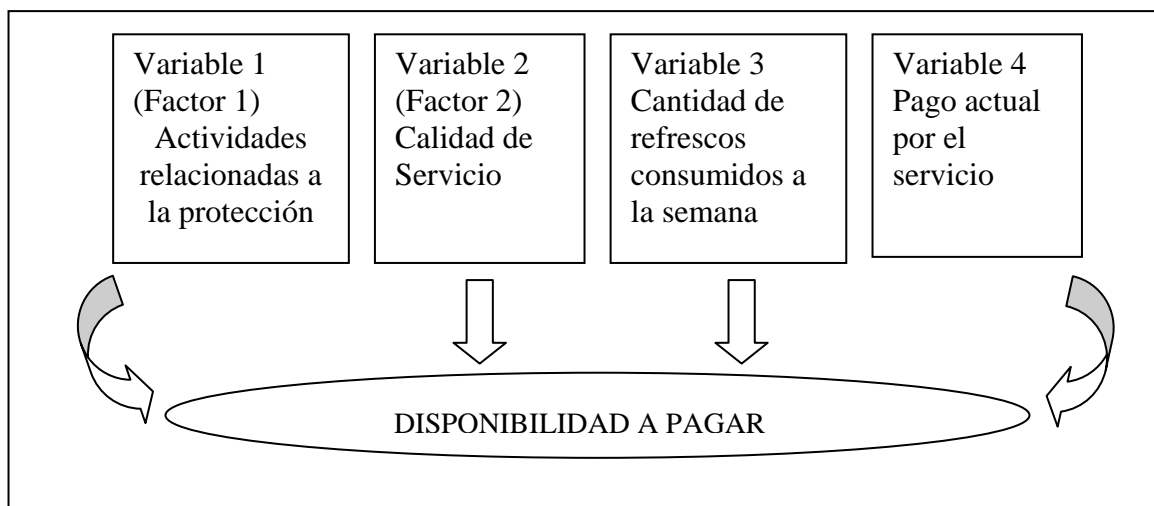 Variable 1
(Factor 1)
Actividades
relacionadas a
la protección
Variable 2
(Factor 2)
Calidad de
Servicio
Variable 3
Cantidad de
refrescos
consumidos a
la semana
Variable 4
Pago actual
por el
servicio
DISPONIBILIDAD A PAGAR